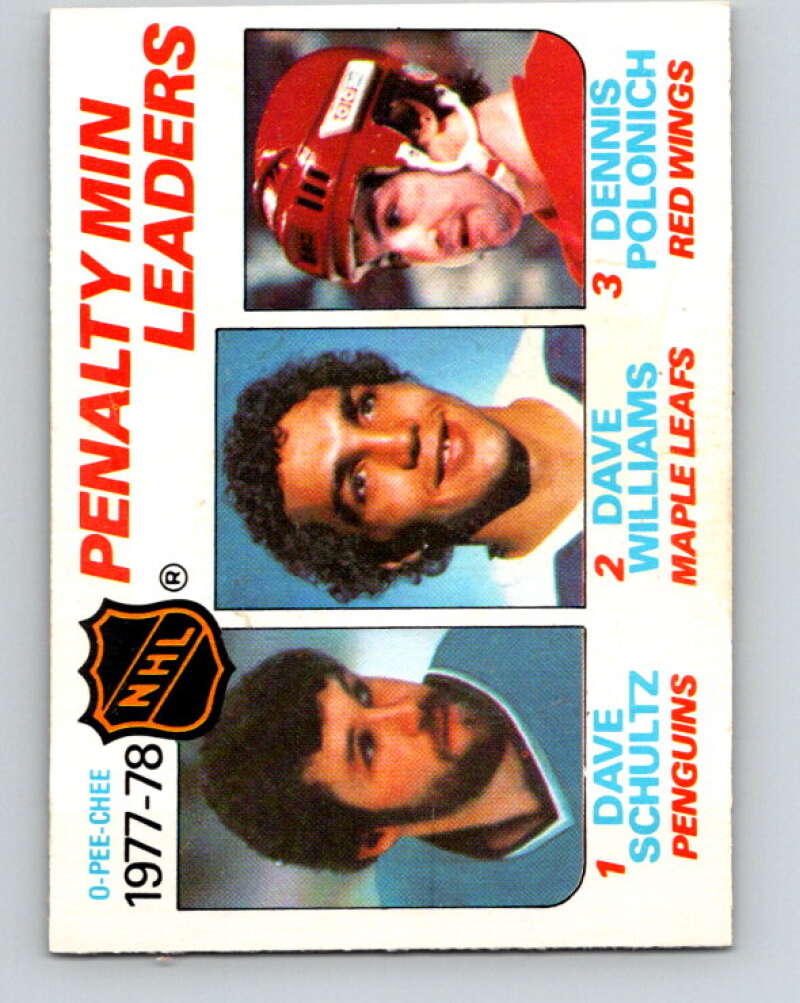 O-PEE-CHEE
1977-78
NHL
®
PENALTY MIN
LEADERS
1 DAVE
SCHULTZ
PENGUINS
2 DAVE
WILLIAMS
MAPLE LEAFS
3 DENNIS
POLONICH
RED WINGS